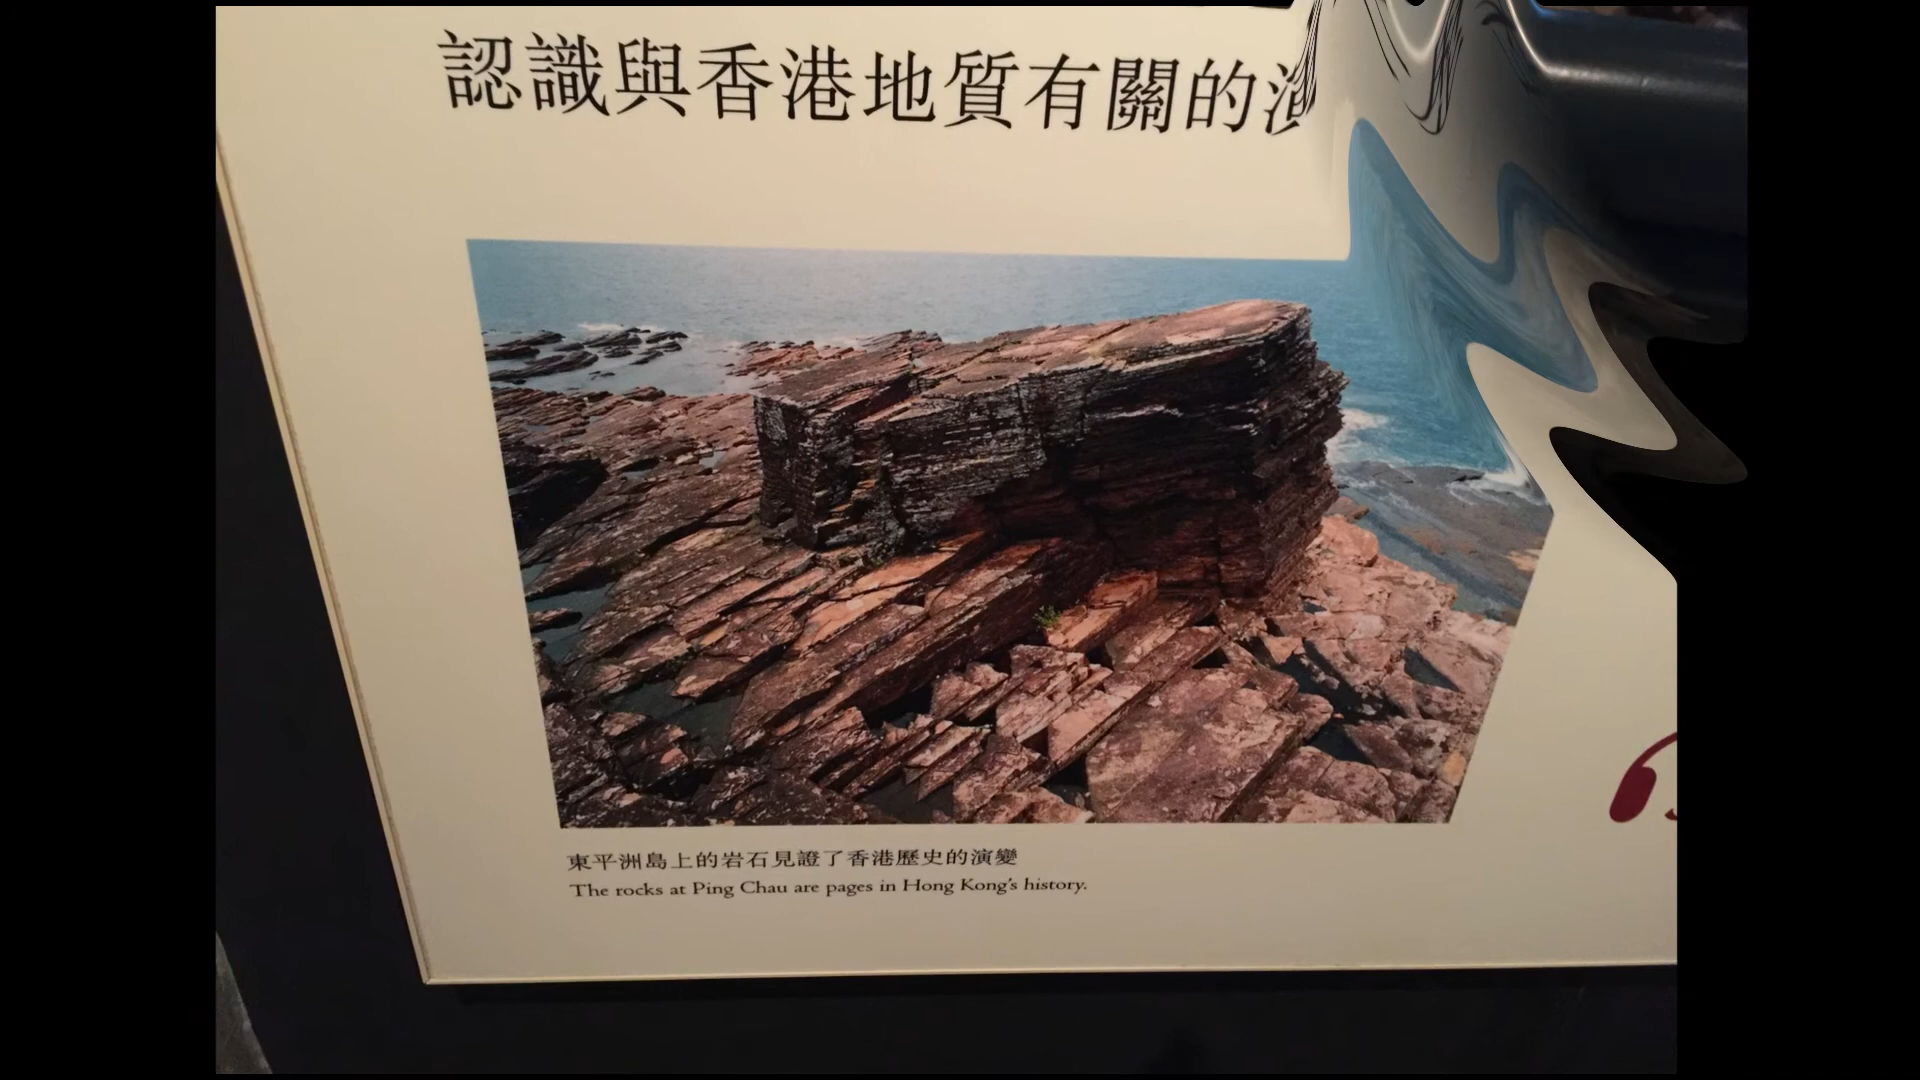 認識與香港地質有關的
東平洲島上的岩石見證了香港歷史的演變
The rocks at Ping Chau are pages in Hong Kong's history.